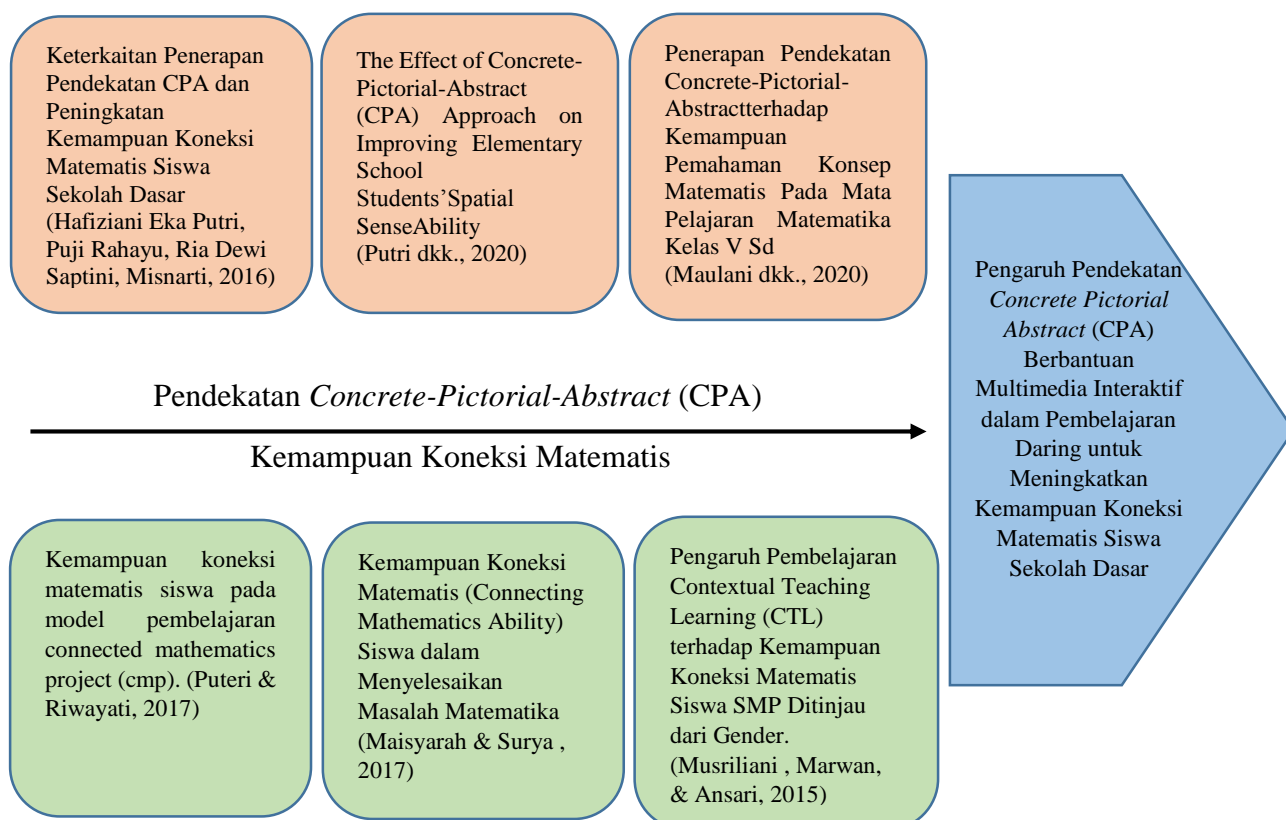 Keterkaitan Penerapan
Pendekatan CPA dan
Peningkatan
Kemampuan Koneksi
Matematis Siswa
Sekolah Dasar
(Hafiziani Eka Putri,
Puji Rahayu, Ria Dewi
Saptini, Misnarti, 2016)
The Effect of Concrete-
Pictorial-Abstract
(CPA) Approach on
Improving Elementary
School
Students'Spatial
SenseAbility
(Putri dkk., 2020)
Penerapan Pendekatan
Concrete-Pictorial-
Abstractterhadap
Kemampuan
Pemahaman Konsep
Matematis Pada Mata
Pelajaran Matematika
Kelas V Sd
(Maulani dkk., 2020)
Pendekatan Concrete-Pictorial-Abstract (CPA)
Kemampuan Koneksi Matematis
Kemampuan koneksi
matematis siswa pada
model pembelajaran
connected mathematics
project (cmp). (Puteri &
Riwayati, 2017)
Kemampuan Koneksi
Matematis (Connecting
Mathematics Ability)
Siswa dalam
Menyelesaikan
Masalah Matematika
(Maisyarah & Surya ,
2017)
Pengaruh Pembelajaran
Contextual Teaching
Learning (CTL)
terhadap Kemampuan
Koneksi Matematis
Siswa SMP Ditinjau
dari Gender.
(Musriliani , Marwan,
& Ansari, 2015)
Pengaruh Pendekatan
Concrete Pictorial
Abstract (CPA)
Berbantuan
Multimedia Interaktif
dalam Pembelajaran
Daring untuk
Meningkatkan
Kemampuan Koneksi
Matematis Siswa
Sekolah Dasar